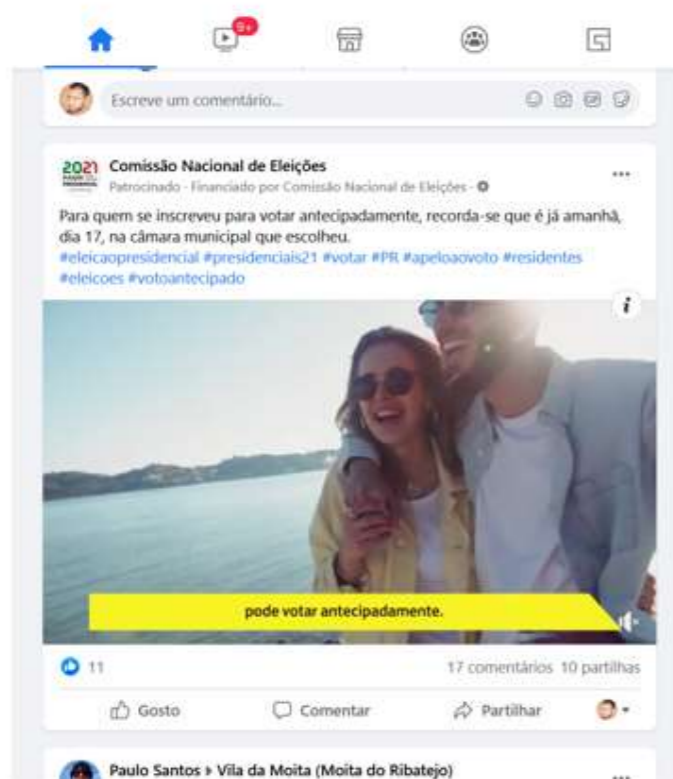 9+
Escreve um comentário...
2021
Comissão Nacional de Eleições
Patrocinado · Financiado por Comissão Nacional de Eleições ·
Para quem se inscreveu para votar antecipadamente, recorda-se que é já amanhã,
dia 17, na câmara municipal que escolheu.
#eleicaopresidencial #presidenciais21 #votar #PR #apeloaovoto #residentes
#eleicoes #votoantecipado
i
pode votar antecipadamente.
11
17 comentários 10 partilhas
Gosto
Comentar
Partilhar
Paulo Santos ▸ Vila da Moita (Moita do Ribatejo)